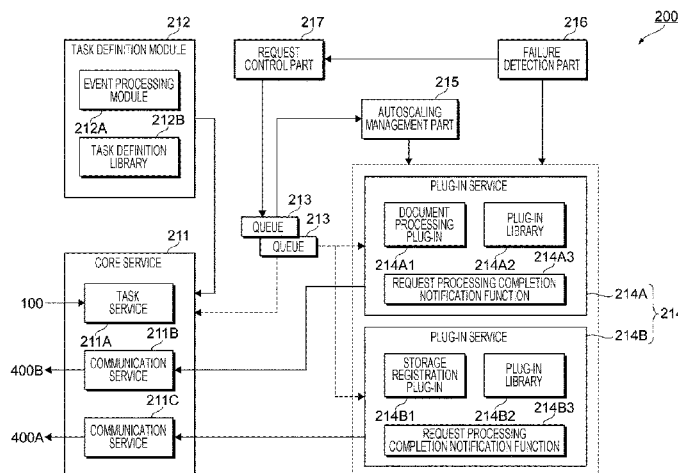 200
212
TASK DEFINITION MODULE
EVENT PROCESSING
MODULE
212A
212B
TASK DEFINITION
LIBRARY
217
REQUEST
CONTROL PART
216
FAILURE
DETECTION PART
215
AUTOSCALING
MANAGEMENT PART
213
QUEUE
213
QUEUE
211
CORE SERVICE
100
TASK
SERVICE
211A
211B
400B
COMMUNICATION
SERVICE
211C
400A
COMMUNICATION
SERVICE
PLUG-IN SERVICE
DOCUMENT
PROCESSING
PLUG-IN
PLUG-IN
LIBRARY
214A1
214A2
214A3
REQUEST PROCESSING COMPLETION
NOTIFICATION FUNCTION
214A
214
214B
PLUG-IN SERVICE
STORAGE
REGISTRATION
PLUG-IN
PLUG-IN
LIBRARY
214B1
214B2
214B3
REQUEST PROCESSING
COMPLETION NOTIFICATION FUNCTION